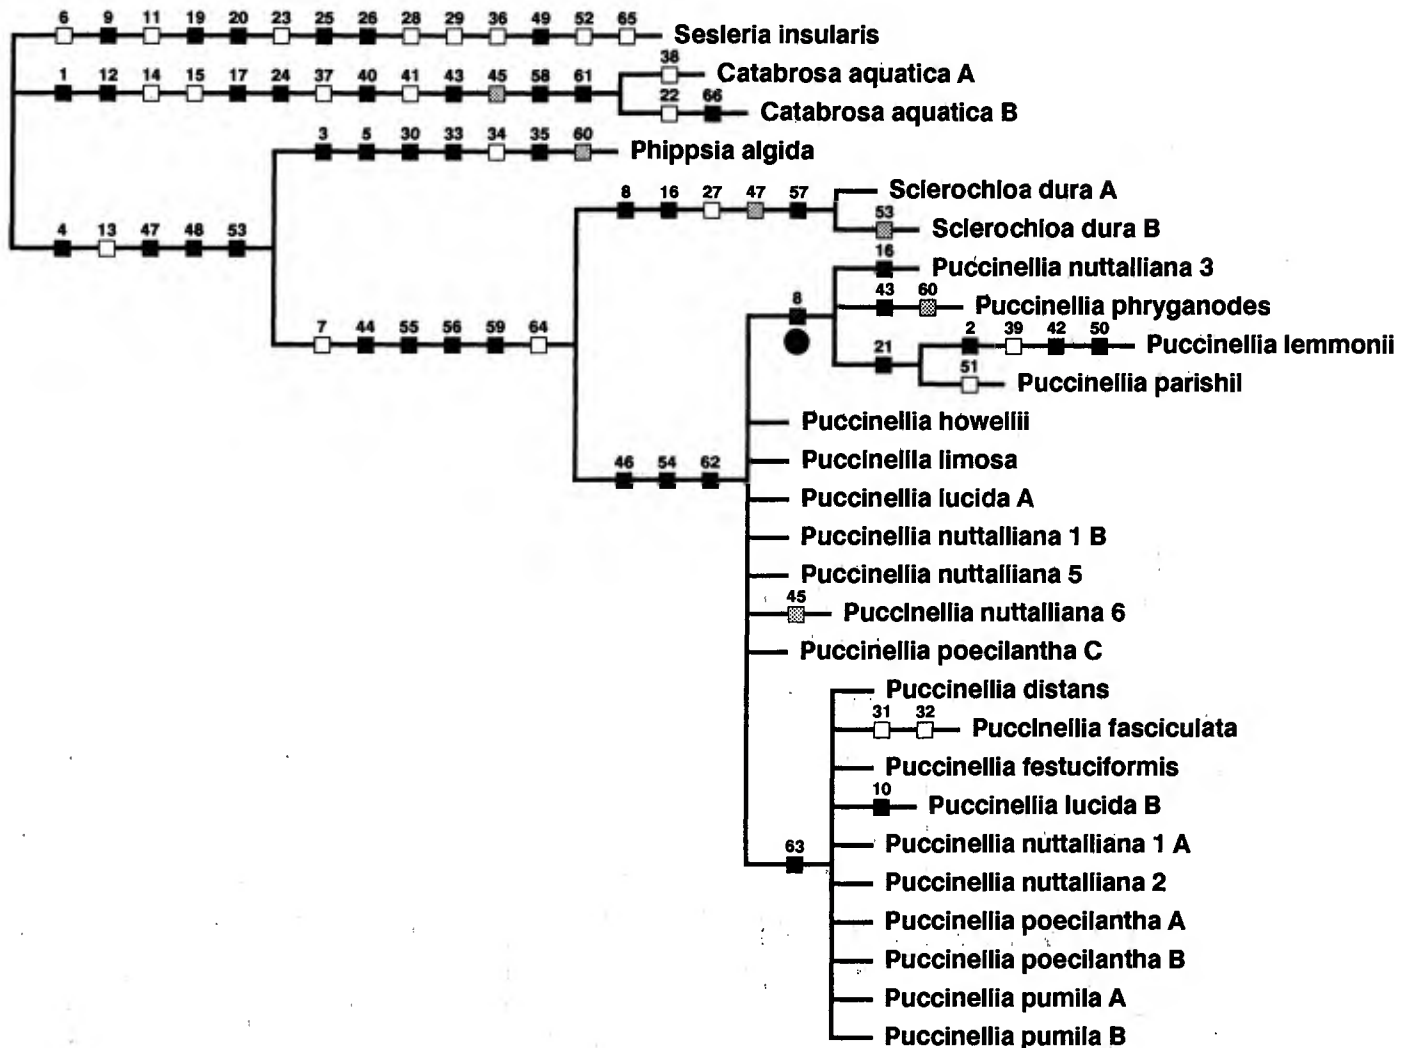 6 9 11 19 20 23 25 26 28 29 36 49 52 65 Sesleria insularis
38 Catabrosa aquatica A
1 12 14 15 17 24 37 40 41 43 45 58 61
22 66 Catabrosa aquatica B
3 5 30 33 34 35 60 Phippsia algida
8 16 27 47 57 Sclerochloa dura A
53 Sclerochloa dura B
4 13 47 48 53
16 Puccinellia nuttalliana 3
43 60 Puccinellia phryganodes
8
7 44 55 56 59 64
2 39 42 50 Puccinellia lemmonii
21
51 Puccinellia parishii
Puccinellia howellii
Puccinellia limosa
46 54 62
Puccinellia lucida A
Puccinellia nuttalliana 1 B
Puccinellia nuttalliana 5
45 Puccinellia nuttalliana 6
Puccinellia poecilantha C
Puccinellia distans
31 32 Puccinellia fasciculata
Puccinellia festuciformis
10 Puccinellia lucida B
Puccinellia nuttalliana 1 A
63
Puccinellia nuttalliana 2
Puccinellia poecilantha A
Puccinellia poecilantha B
Puccinellia pumila A
Puccinellia pumila B